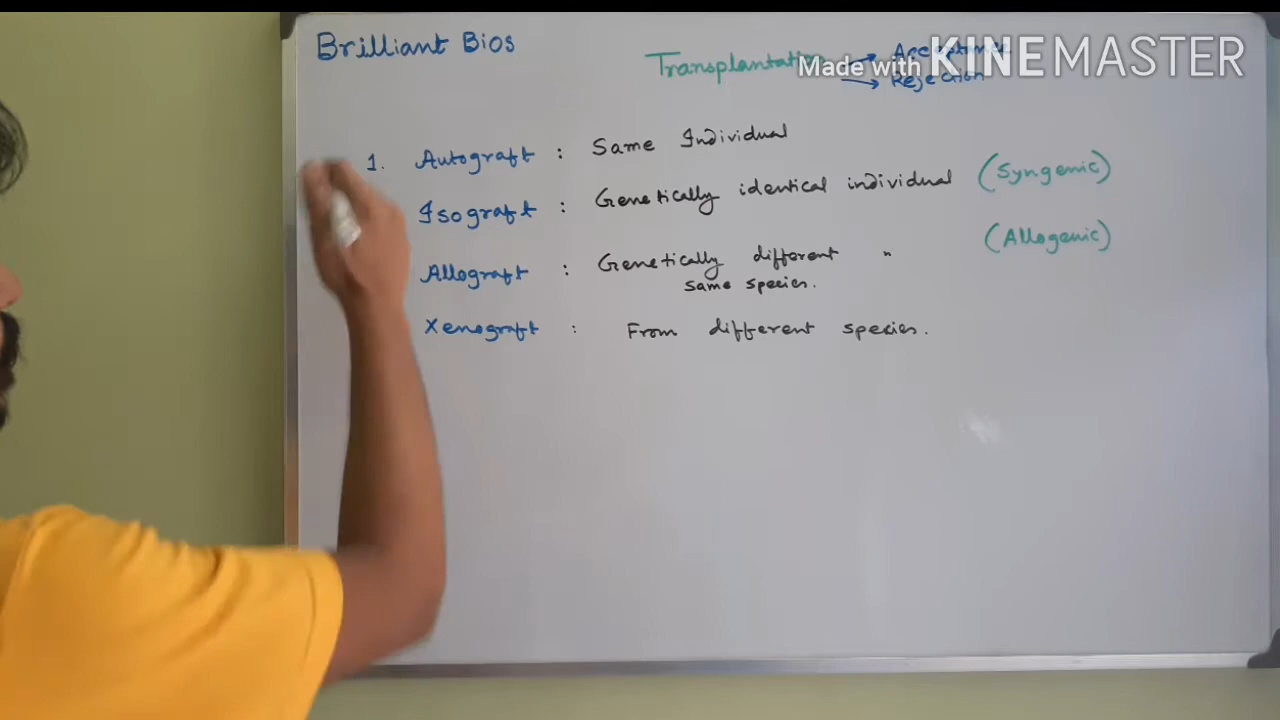 Brilliant Bios
Transplantation
Rejection
Made with KINEMASTER
1. Autograft : Same Individual
Isograft : Genetically identical individual (Syngenic)
Allograft : Genetically different " (Allogenic)
same species.
Xenograft : From different species.